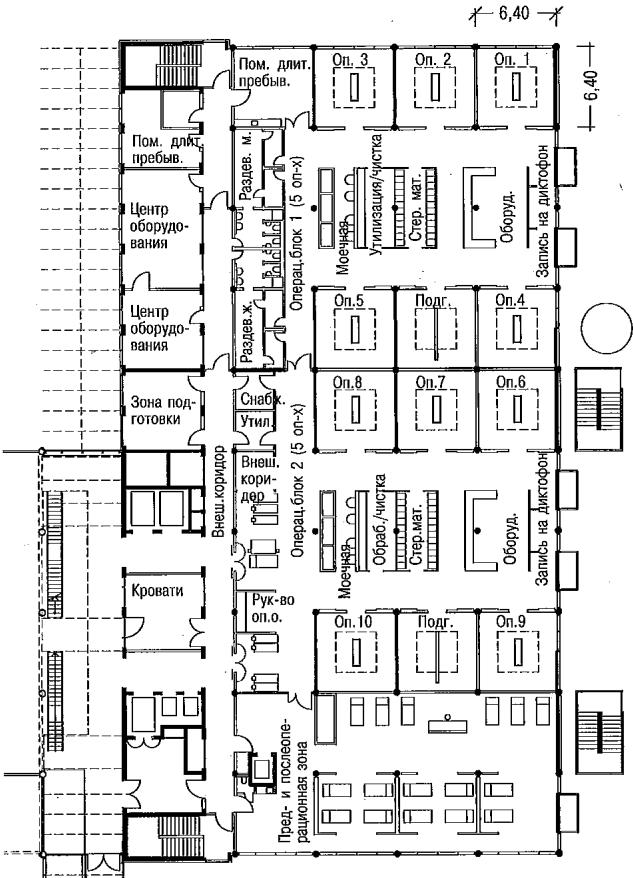 6,40
6,40
Пом. длит.
пребыв.
Оп. 3
Оп. 2
Оп. 1
Пом. длит
пребыв.
Раздев. м.
Операц.блок 1 (5 оп-х)
Моечная
Утилизация/чистка
Стер. мат.
Оборуд.
Запись на диктофон
Центр
оборудо-
вания
Центр
оборудо-
вания
Раздев.ж.
Оп.5
Подг.
Оп.4
Зона под-
готовки
Снабж.
Утил.
Оп.8
Оп.7
Оп.6
Внеш.коридор
Внеш.
кори-
дор
Операц.блок 2 (5 оп-х)
Моечная
Обраб./чистка
Стер.мат.
Оборуд.
Запись на диктофон
Кровати
Рук-во
оп.о.
Оп.10
Подг.
Оп.9
Пред- и послеопе-
рационная зона